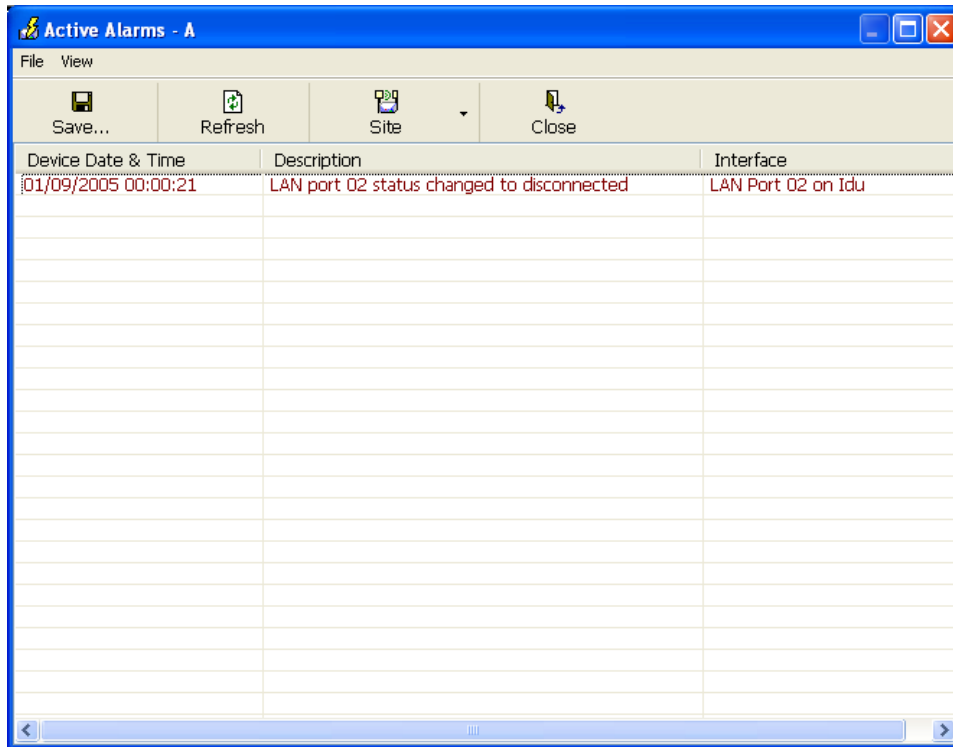 Active Alarms - A
File View
Save... Refresh Site Close
Device Date & Time Description Interface
01/09/2005 00:00:21 LAN port 02 status changed to disconnected LAN Port 02 on Idu